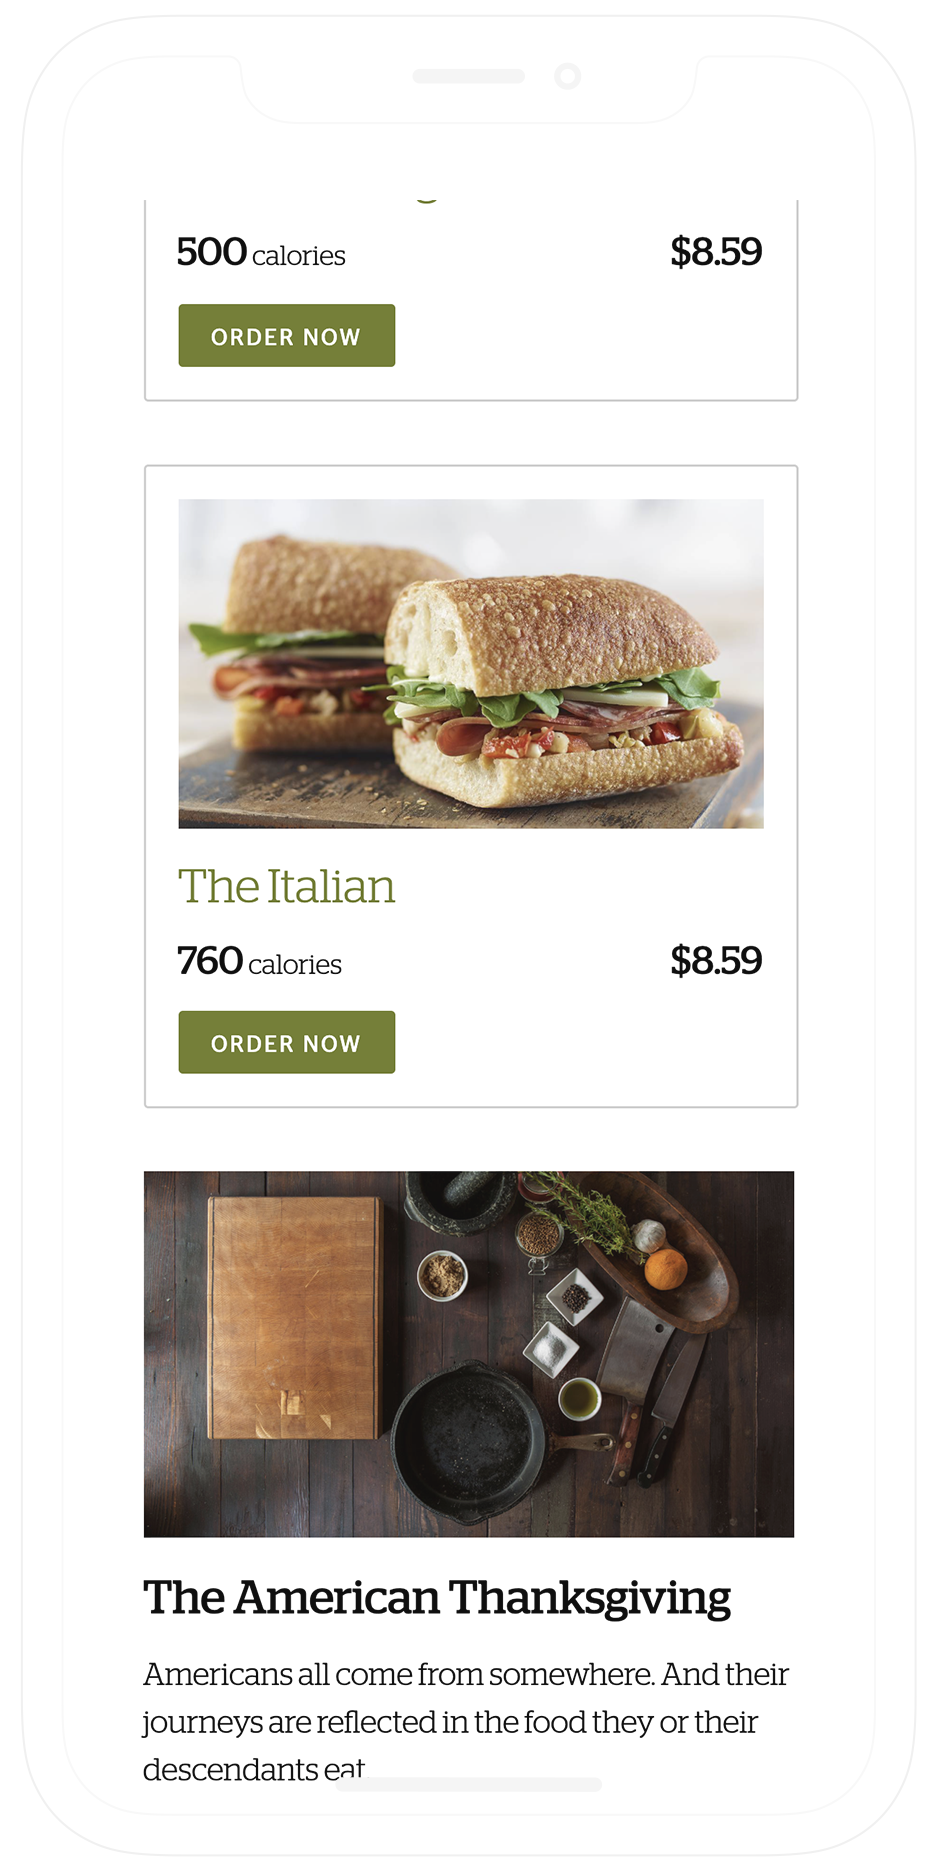 500 calories $8.59
ORDER NOW
The Italian
760 calories $8.59
ORDER NOW
The American Thanksgiving
Americans all come from somewhere. And their
journeys are reflected in the food they or their
descendants eat